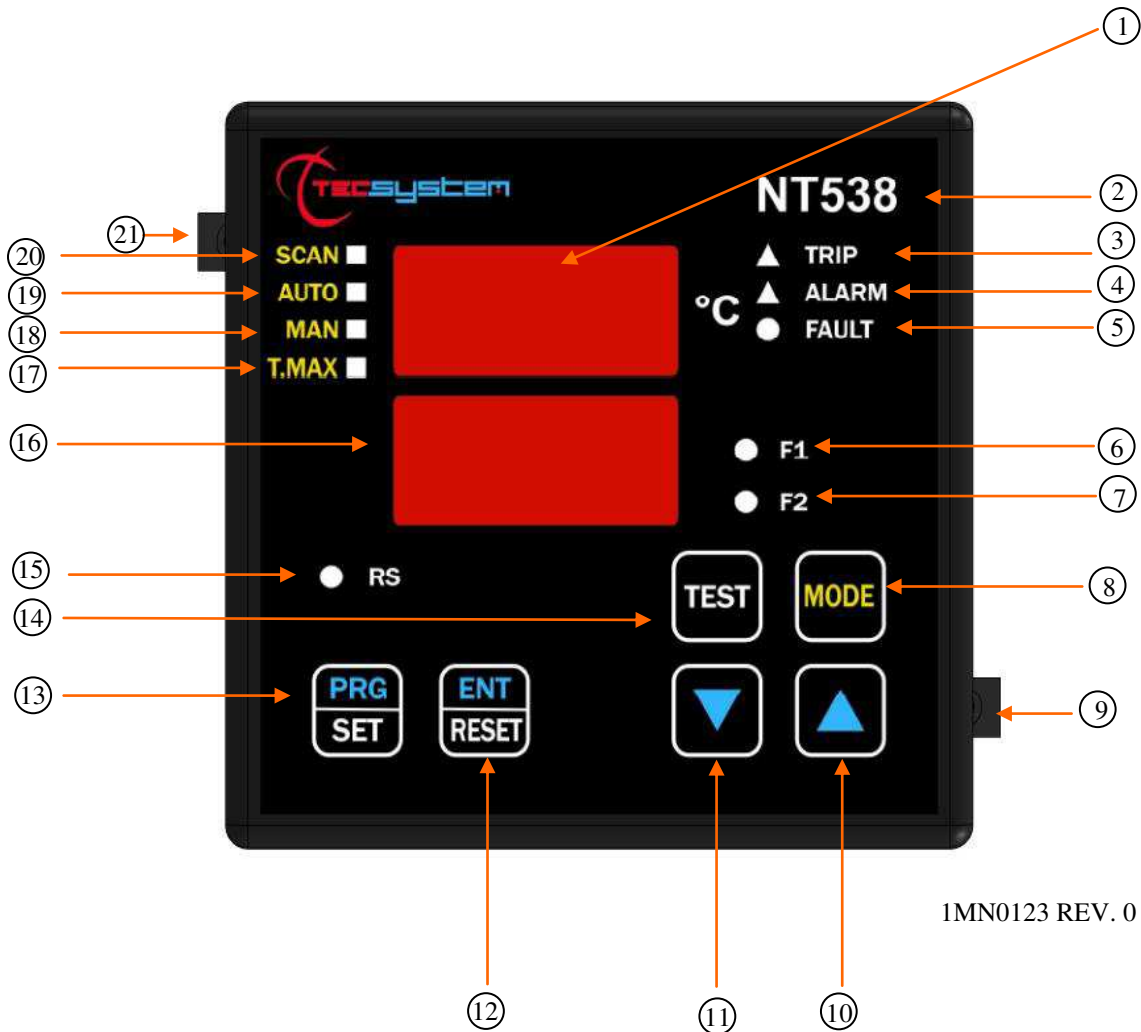 1
TECSYSTEM
NT538
2
21
20
SCAN
TRIP
3
19
AUTO
°C
ALARM
4
18
MAN
FAULT
5
17
T.MAX
16
F1
6
F2
7
15
RS
14
TEST
MODE
8
13
PRG
SET
ENT
RESET
9
12
11
10
1MN0123 REV. 0